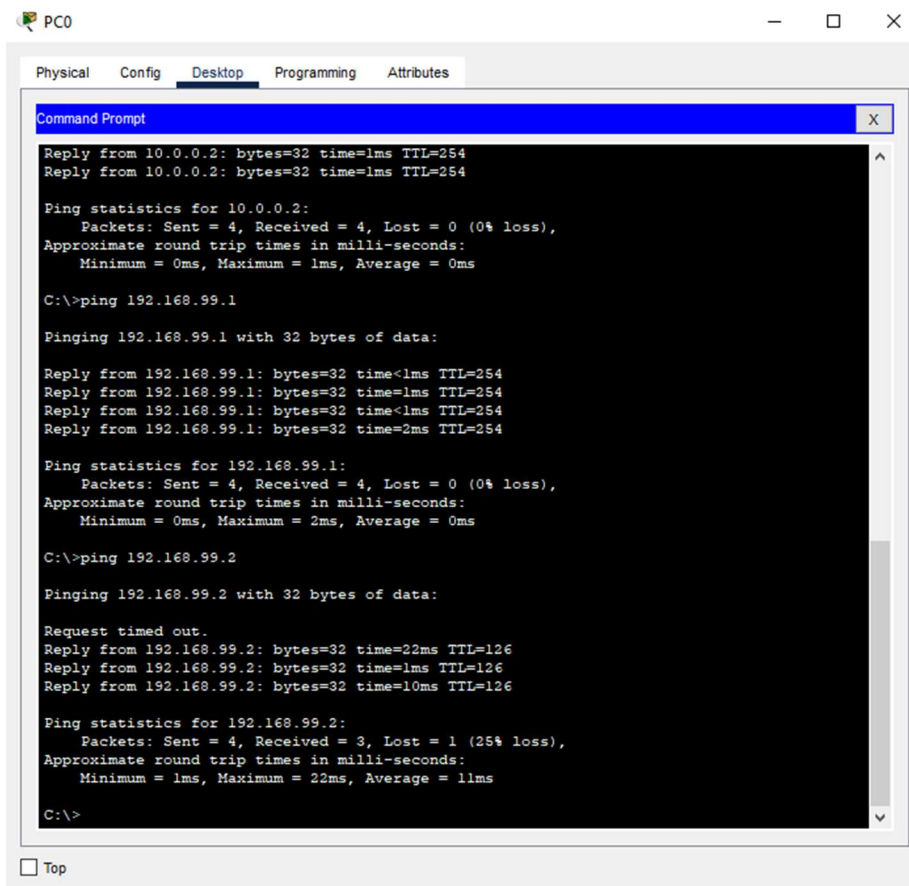 PC0
Physical Config Desktop Programming Attributes
Command Prompt
X
Reply from 10.0.0.2: bytes=32 time=1ms TTL=254
Reply from 10.0.0.2: bytes=32 time=1ms TTL=254
Ping statistics for 10.0.0.2:
Packets: Sent = 4, Received = 4, Lost = 0 (0% loss),
Approximate round trip times in milli-seconds:
Minimum = 0ms, Maximum = 1ms, Average = 0ms
C:\>ping 192.168.99.1
Pinging 192.168.99.1 with 32 bytes of data:
Reply from 192.168.99.1: bytes=32 time<1ms TTL=254
Reply from 192.168.99.1: bytes=32 time=1ms TTL=254
Reply from 192.168.99.1: bytes=32 time<1ms TTL=254
Reply from 192.168.99.1: bytes=32 time=2ms TTL=254
Ping statistics for 192.168.99.1:
Packets: Sent = 4, Received = 4, Lost = 0 (0% loss),
Approximate round trip times in milli-seconds:
Minimum = 0ms, Maximum = 2ms, Average = 0ms
C:\>ping 192.168.99.2
Pinging 192.168.99.2 with 32 bytes of data:
Request timed out.
Reply from 192.168.99.2: bytes=32 time=22ms TTL=126
Reply from 192.168.99.2: bytes=32 time=1ms TTL=126
Reply from 192.168.99.2: bytes=32 time=10ms TTL=126
Ping statistics for 192.168.99.2:
Packets: Sent = 4, Received = 3, Lost = 1 (25% loss),
Approximate round trip times in milli-seconds:
Minimum = 1ms, Maximum = 22ms, Average = 11ms
C:\>
Top